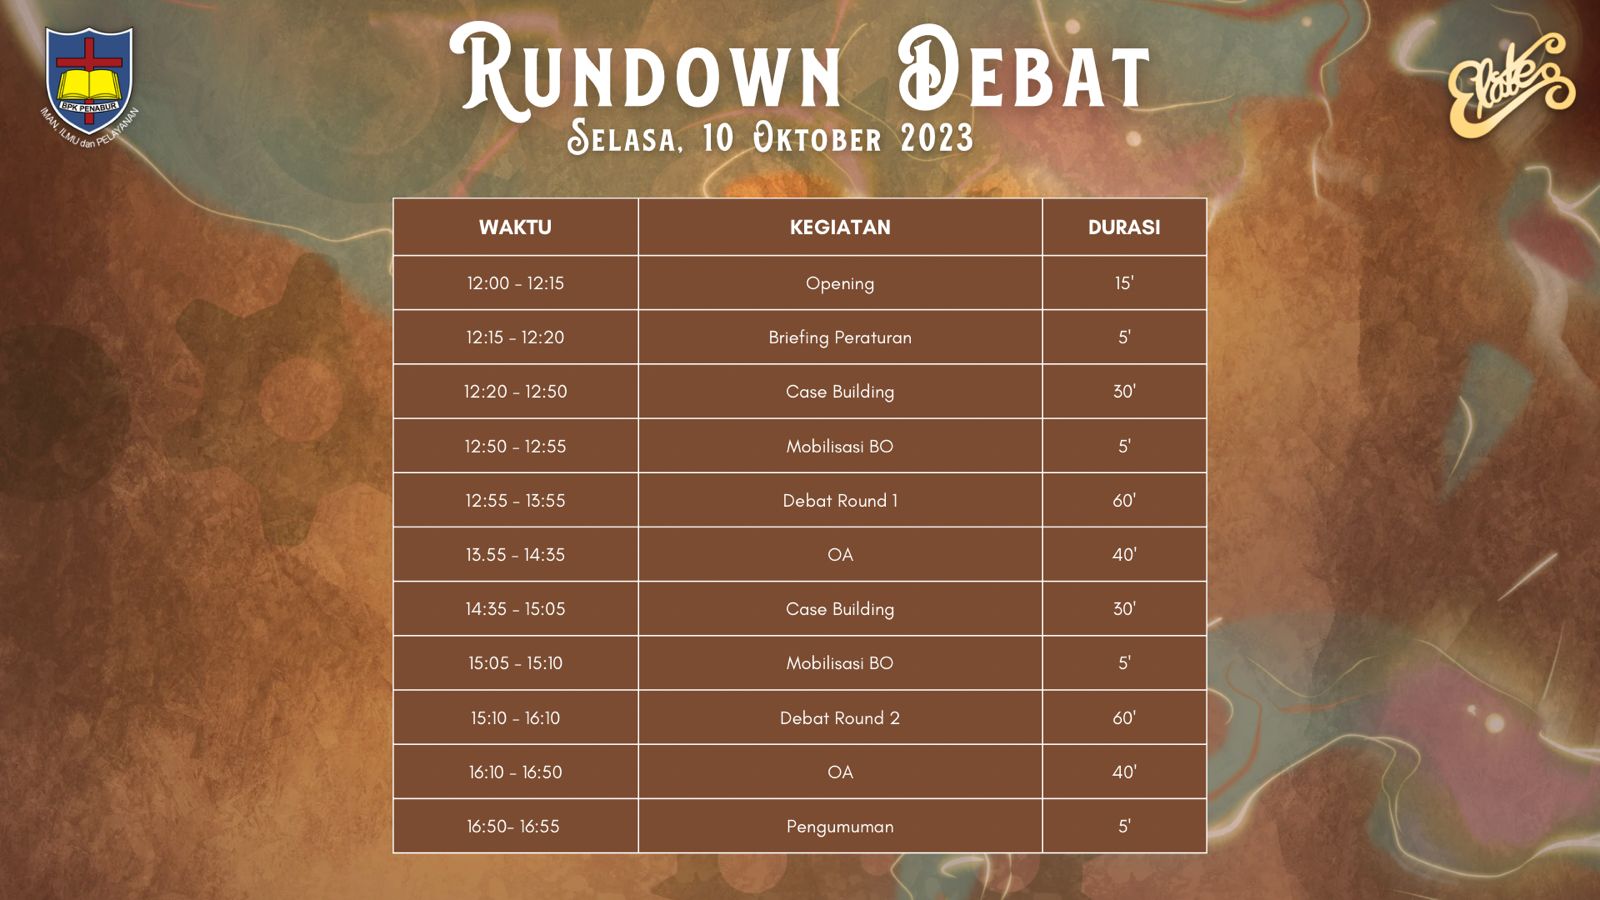 RUNDOWN DEBAT
SELASA, 10 OKTOBER 2023
BPK PENABUR
IMAN, ILMU dan PELAYANAN
WAKTU KEGIATAN DURASI
12:00 - 12:15 Opening 15'
12:15 - 12:20 Briefing Peraturan 5'
12:20 - 12:50 Case Building 30'
12:50 - 12:55 Mobilisasi BO 5'
12:55 - 13:55 Debat Round 1 60'
13.55 - 14:35 OA 40'
14:35 - 15:05 Case Building 30'
15:05 - 15:10 Mobilisasi BO 5'
15:10 - 16:10 Debat Round 2 60'
16:10 - 16:50 OA 40'
16:50- 16:55 Pengumuman 5'